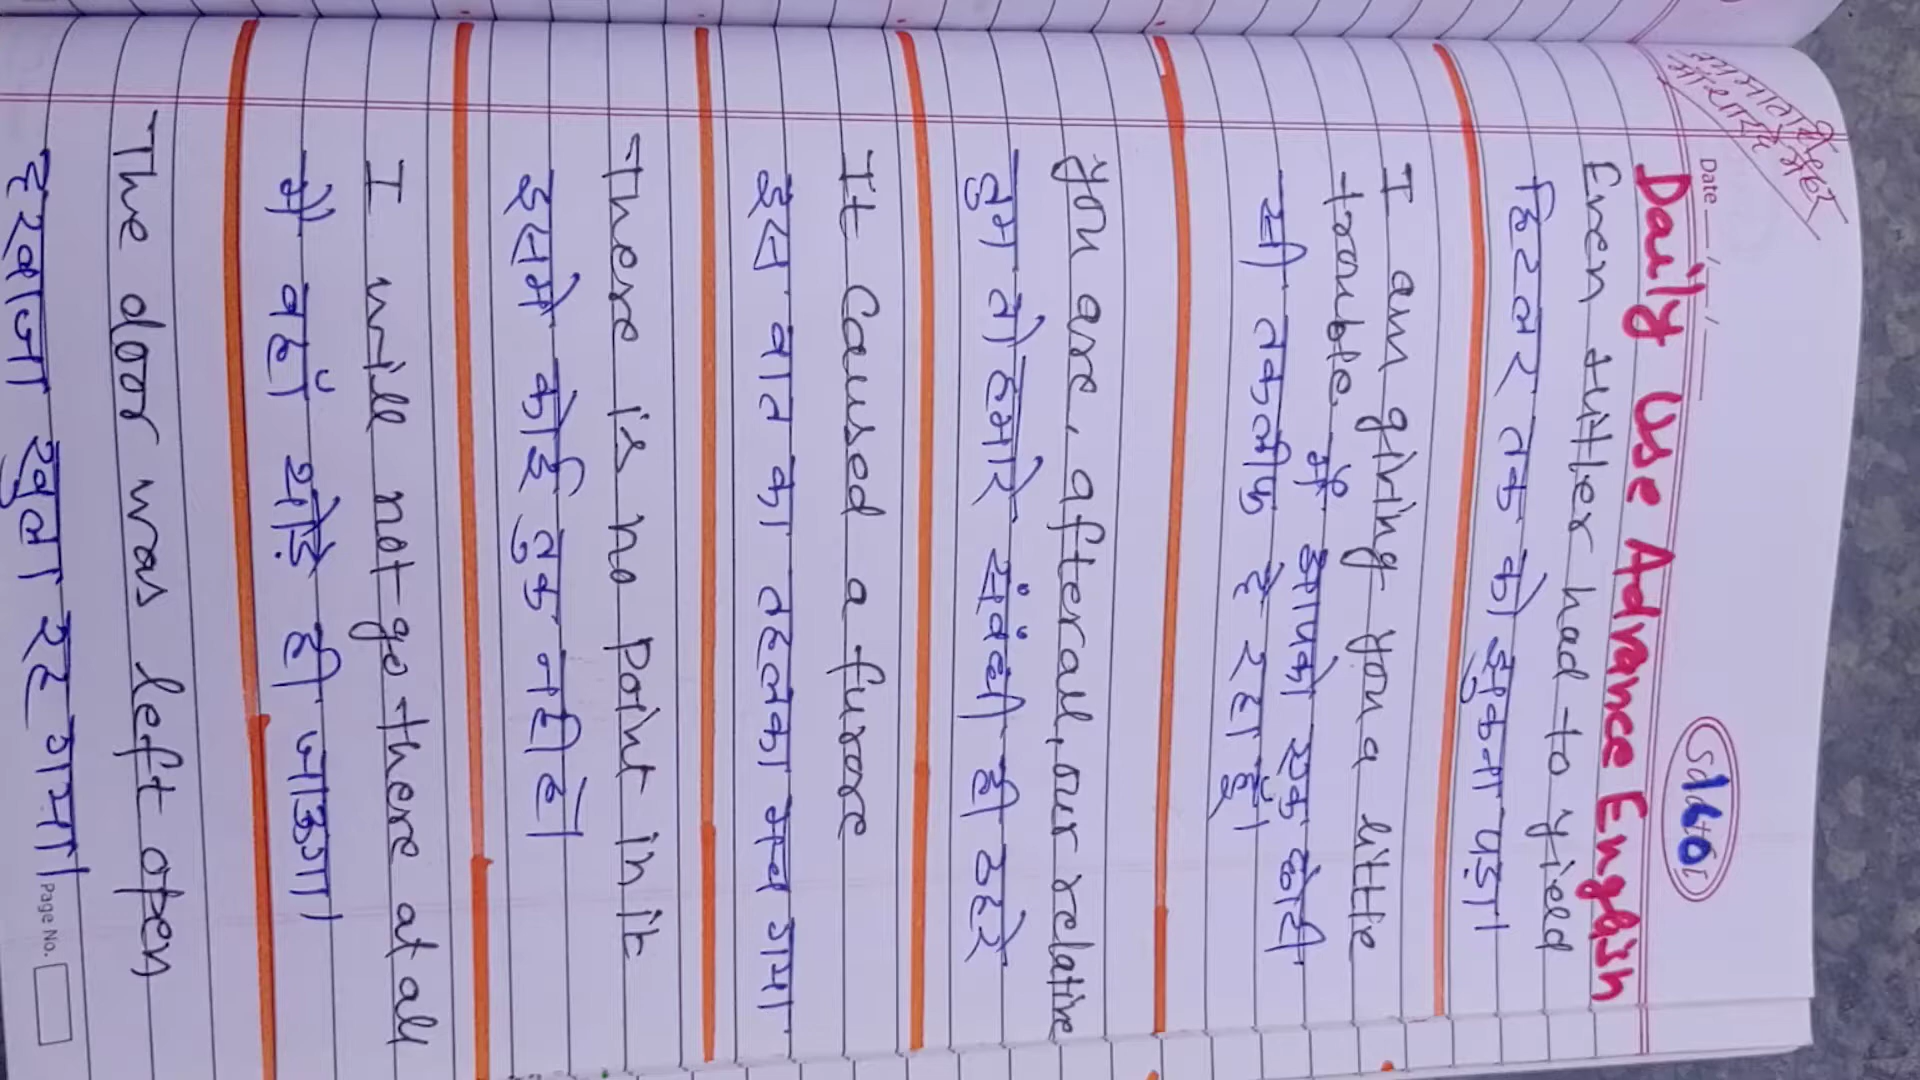 Date
Daily Use Advance English
Even Hitler had to yield
हिटलर तक को झुकना पड़ा।
I am giving you a little
trouble मैं आपको एक छोटी
सी तकलीफ दे रहा हूं।
you are, afteral, our relative
तुम तो हमारे संबंधी ही ठहरे
It Caused a furore
इस बात का तहलका मच गया।
There is no point in it
इसमे कोई तुक नही है।
I will not go there at all
मै वहाँ थोड़े ही जाऊगा।
The door was left open
दरवाजा खुला रह गया।
Page No.